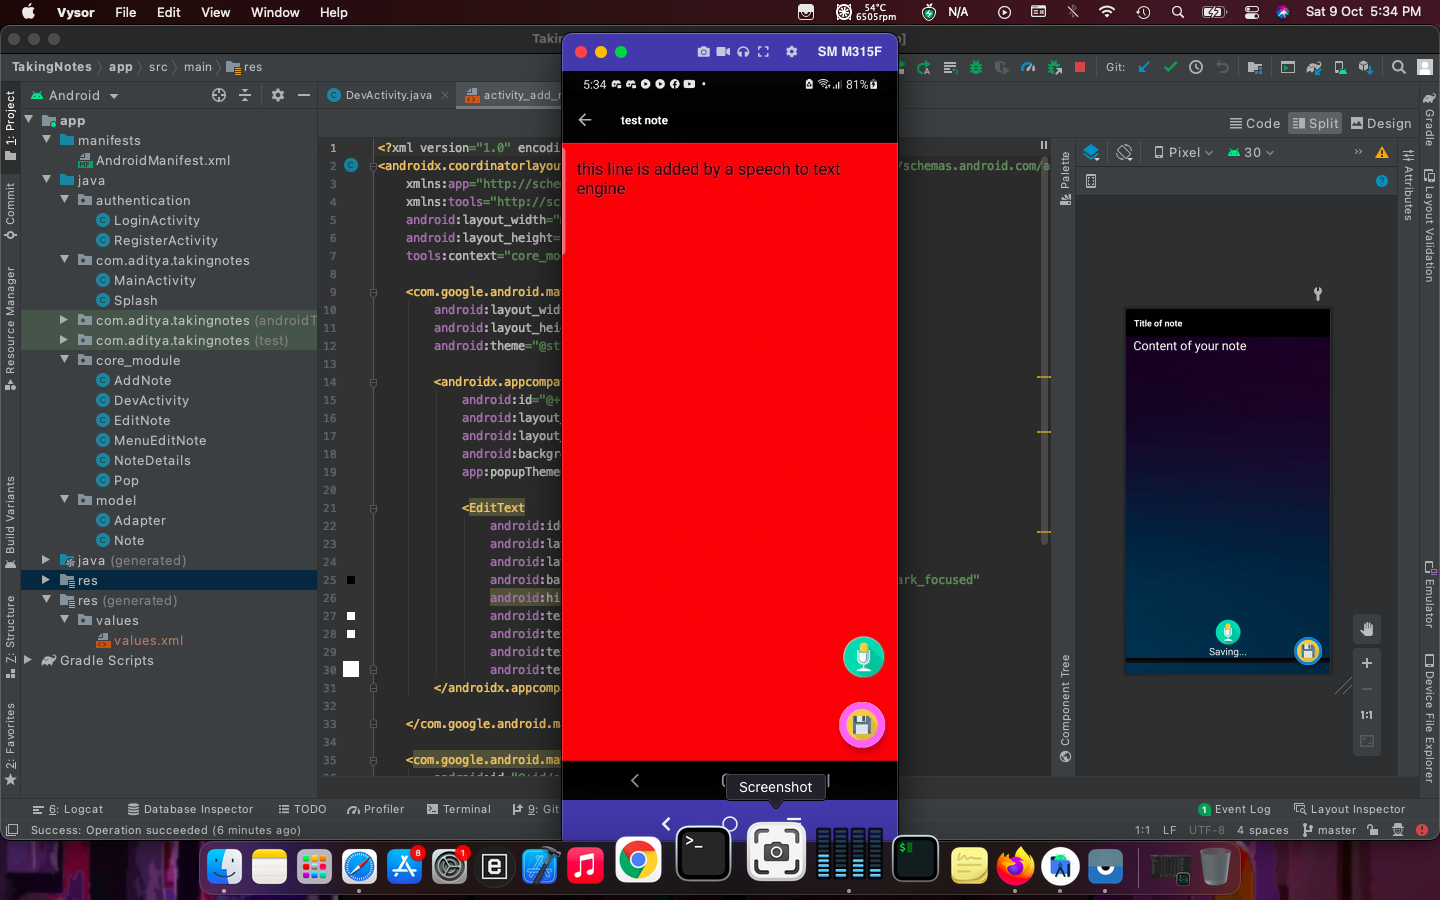 Vysor File Edit View Window Help 54°C 6505rpm N/A Sat 9 Oct 5:34 PM
TakingNotes app src main res
Git:
SM M315F
Android
DevActivity.java
activity_add_
Code Split Design
Pixel 30
Palette
Attributes
Component Tree
1: Project
Commit
Resource Manager
Build Variants
Z: Structure
2: Favorites
Gradle
Layout Validation
Emulator
Device File Explorer
app
manifests
AndroidManifest.xml
java
authentication
LoginActivity
RegisterActivity
com.aditya.takingnotes
MainActivity
Splash
com.aditya.takingnotes (androidT
com.aditya.takingnotes (test)
core_module
AddNote
DevActivity
EditNote
MenuEditNote
NoteDetails
Pop
model
Adapter
Note
java (generated)
res
res (generated)
values
values.xml
Gradle Scripts
1 <?xml version="1.0" encodi
2 <androidx.coordinatorlayou /schemas.android.com/a
3 xmlns:app="http://sche
4 xmlns:tools="http://sc
5 android:layout_width="
6 android:layout_height=
7 tools:context="core_mo
8
9 <com.google.android.ma
10 android:layout_wid
11 android:layout_hei
12 android:theme="@st
13
14 <androidx.appcompa
15 android:id="@+
16 android:layout_
17 android:layout_
18 android:backgr
19 app:popupTheme
20
21 <EditText
22 android:id
23 android:la
24 android:la
25 android:ba ark_focused"
26 android:hi
27 android:te
28 android:te
29 android:te
30 android:te
31 </androidx.appcompa
32
33 </com.google.android.ma
34
35 <com.google.android.ma
5:34 81%
test note
this line is added by a speech to text
engine
Title of note
Content of your note
Saving...
1:1
Screenshot
6: Logcat Database Inspector TODO Profiler Terminal 9: Git
1 Event Log Layout Inspector
Success: Operation succeeded (6 minutes ago)
1:1 LF UTF-8 4 spaces master
8
1